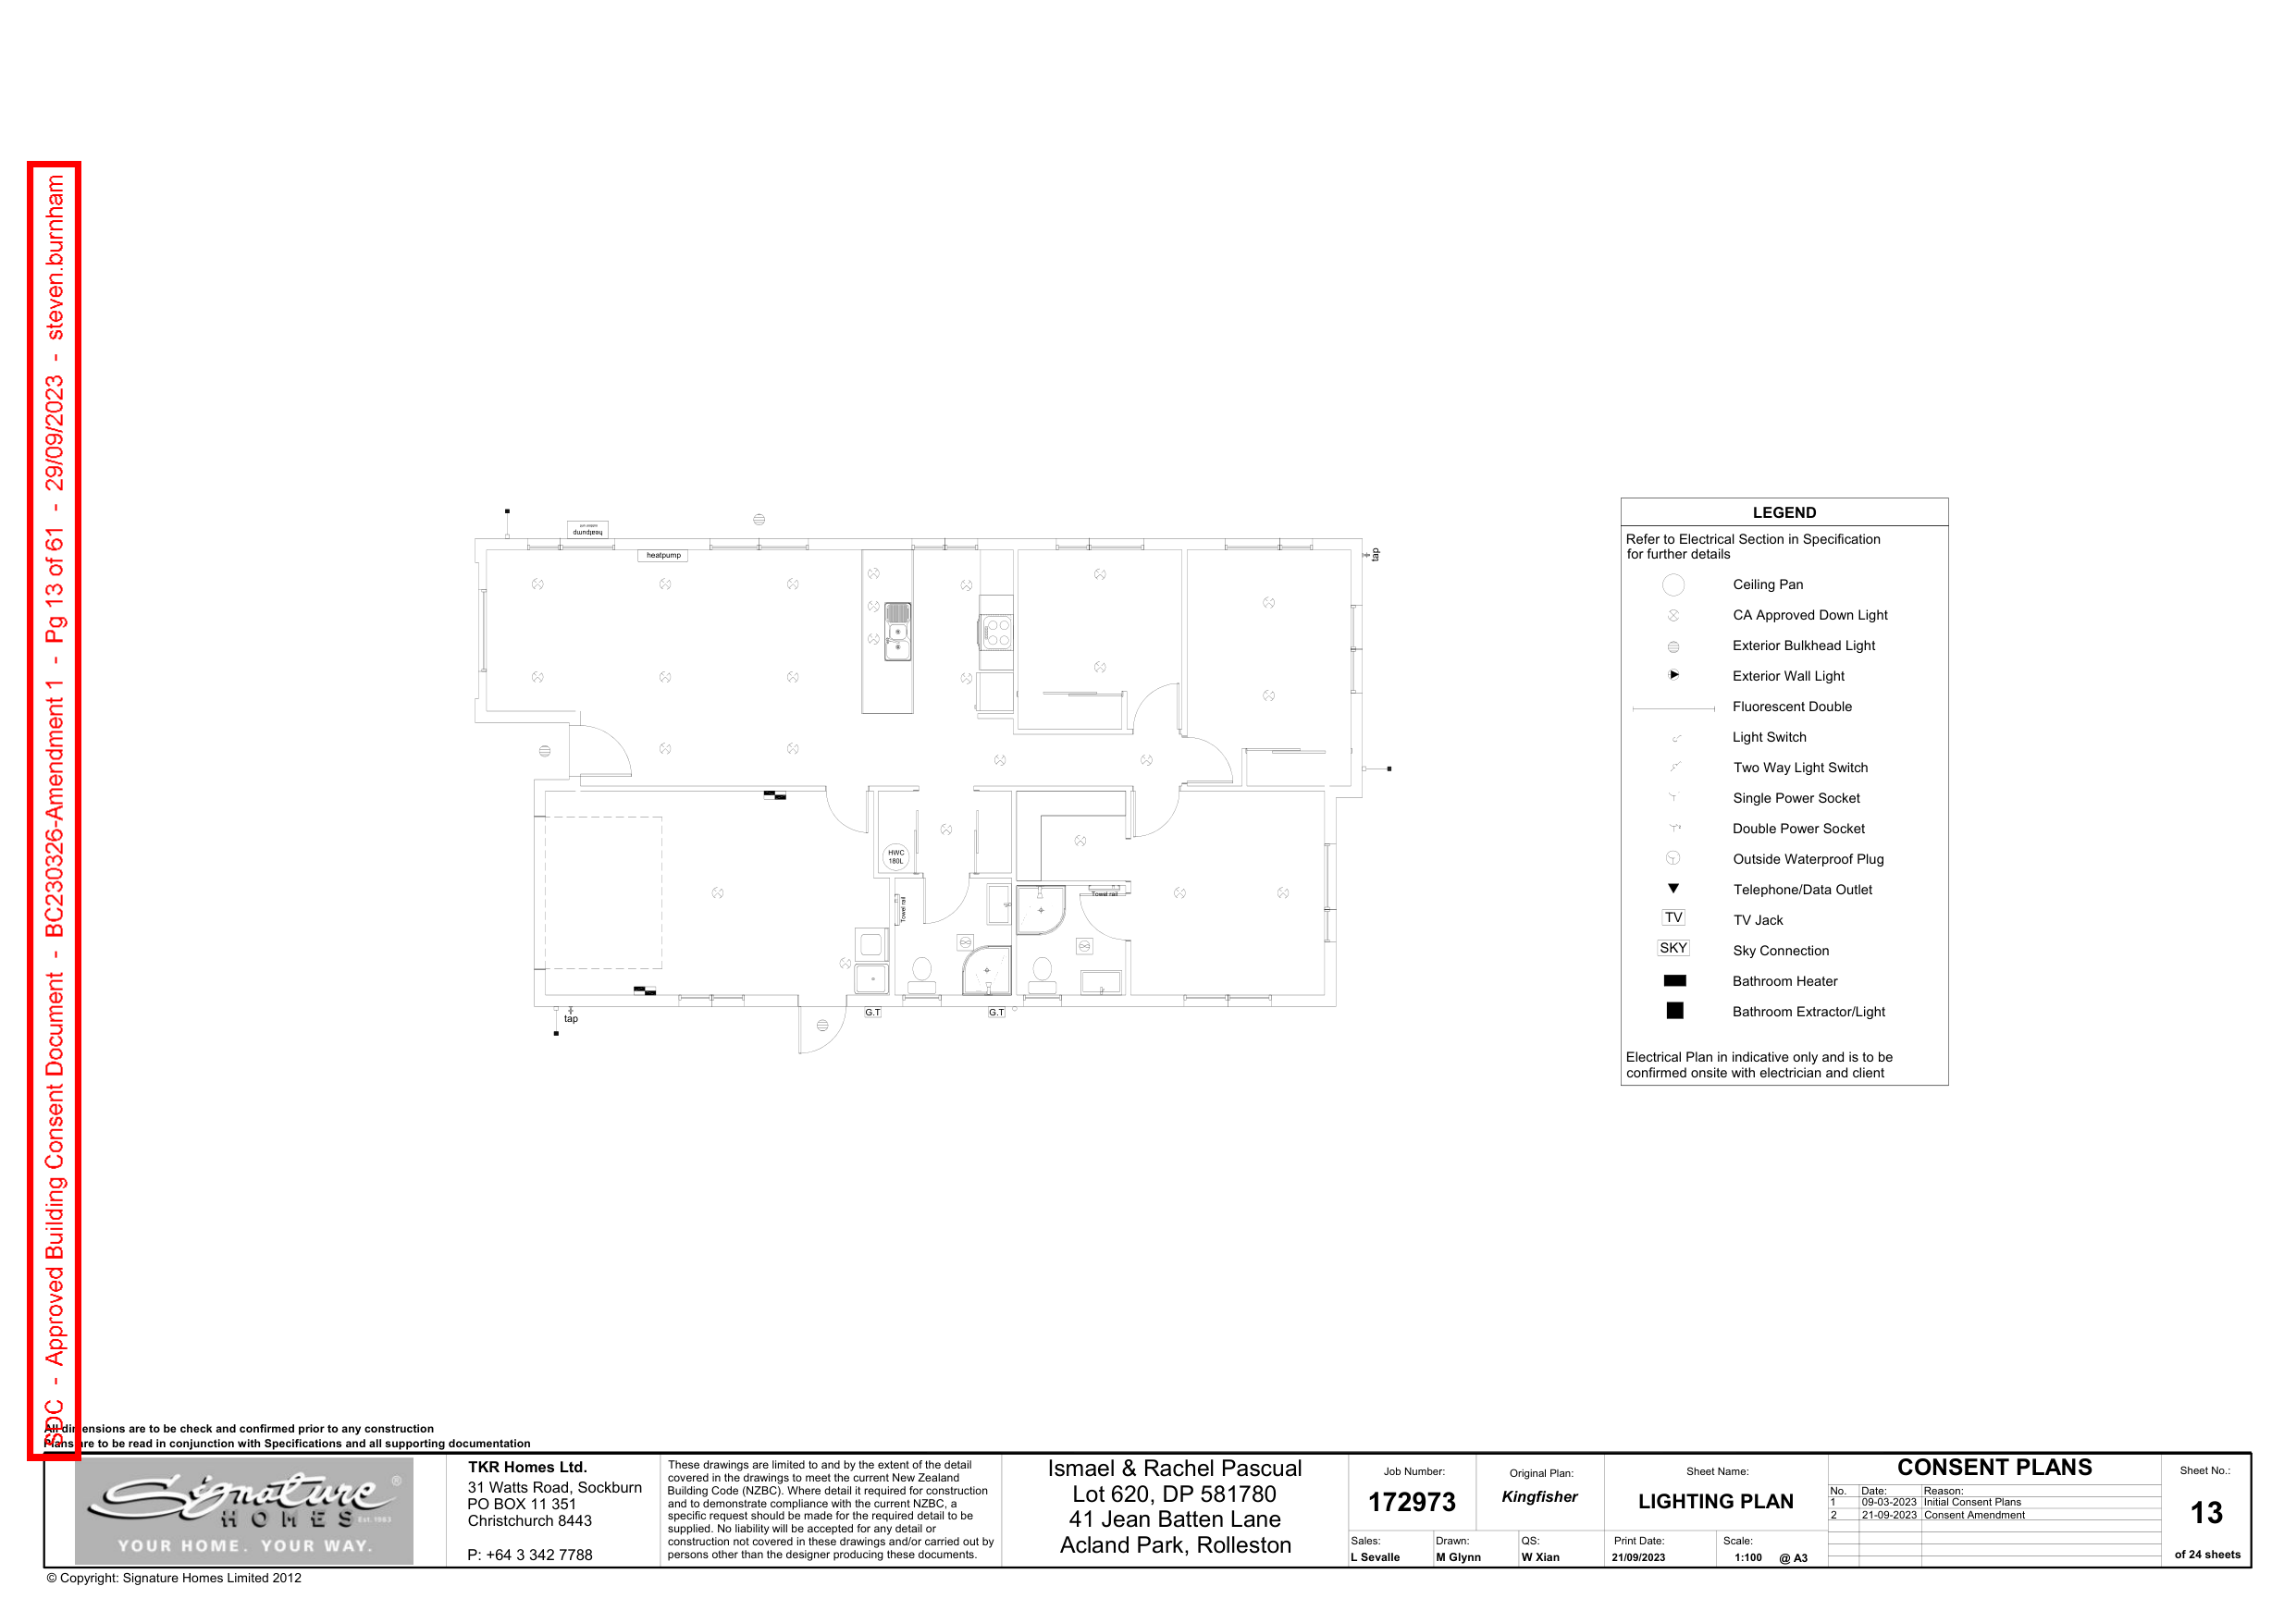 SDC - Approved Building Consent Document - BC230326-Amendment 1 - Pg 13 of 61 - 29/09/2023 - steven.burnham
heatpump
heatpump
tap
HWC
180L
Towel rail
Towel rail
G.T
G.T
tap
LEGEND
Refer to Electrical Section in Specification
for further details
Ceiling Pan
CA Approved Down Light
Exterior Bulkhead Light
Exterior Wall Light
Fluorescent Double
Light Switch
Two Way Light Switch
Single Power Socket
Double Power Socket
Outside Waterproof Plug
Telephone/Data Outlet
TV TV Jack
SKY Sky Connection
Bathroom Heater
Bathroom Extractor/Light
Electrical Plan in indicative only and is to be
confirmed onsite with electrician and client
All dimensions are to be check and confirmed prior to any construction
Plans are to be read in conjunction with Specifications and all supporting documentation
Signature ®
HOMES Est. 1983
YOUR HOME. YOUR WAY.
TKR Homes Ltd.
31 Watts Road, Sockburn
PO BOX 11 351
Christchurch 8443
P: +64 3 342 7788
These drawings are limited to and by the extent of the detail
covered in the drawings to meet the current New Zealand
Building Code (NZBC). Where detail it required for construction
and to demonstrate compliance with the current NZBC, a
specific request should be made for the required detail to be
supplied. No liability will be accepted for any detail or
construction not covered in these drawings and/or carried out by
persons other than the designer producing these documents.
Ismael & Rachel Pascual
Lot 620, DP 581780
41 Jean Batten Lane
Acland Park, Rolleston
Job Number:
172973
Original Plan:
Kingfisher
Sales:
L Sevalle
Drawn:
M Glynn
QS:
W Xian
Sheet Name:
LIGHTING PLAN
Print Date:
21/09/2023
Scale:
1:100 @ A3
CONSENT PLANS
No. Date: Reason:
1 09-03-2023 Initial Consent Plans
2 21-09-2023 Consent Amendment
Sheet No.:
13
of 24 sheets
© Copyright: Signature Homes Limited 2012